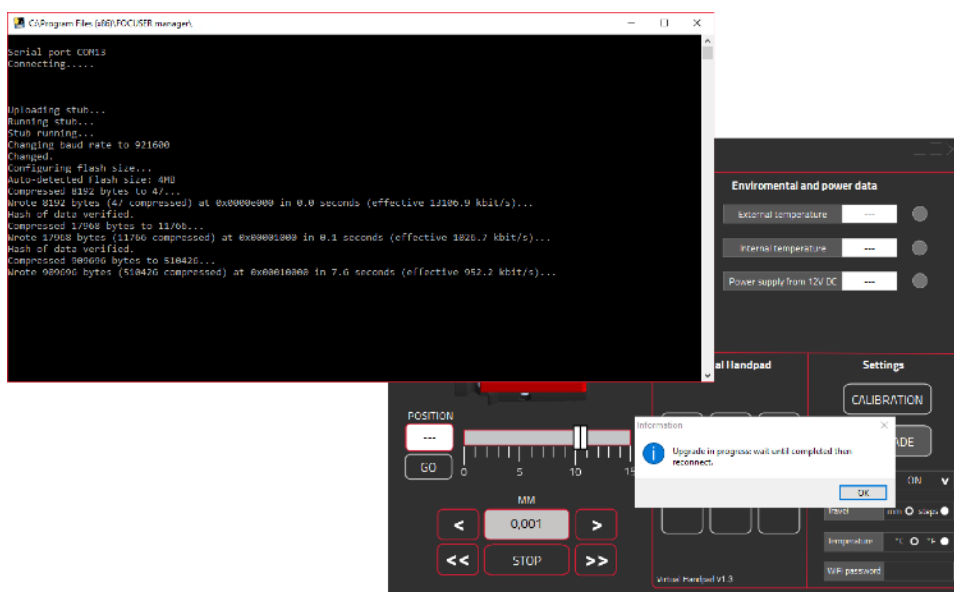 C:\Program Files (x86)\FOCUSER manager\
Serial port COM13
Connecting.....
Uploading stub...
Running stub...
Stub running...
Changing baud rate to 921600
Changed.
Configuring flash size...
Auto-detected Flash size: 4MB
Compressed 8192 bytes to 47...
Wrote 8192 bytes (47 compressed) at 0x0000e000 in 0.0 seconds (effective 13106.9 kbit/s)...
Hash of data verified.
Compressed 17968 bytes to 11766...
Wrote 17968 bytes (11766 compressed) at 0x00001000 in 0.1 seconds (effective 1026.7 kbit/s)...
Hash of data verified.
Compressed 909696 bytes to 510426...
Wrote 909696 bytes (510426 compressed) at 0x00010000 in 7.6 seconds (effective 952.2 kbit/s)...
Enviromental and power data
External temperature ---
Internal temperature ---
Power supply from 12V DC ---
al Handpad
Settings
CALIBRATION
ADE
POSITION
---
GO
0 5 10 15
MM
< 0,001 >
<< STOP >>
Information
Upgrade in progress: wait until completed then
reconnect.
OK
ON v
Travel mm steps
Temperature °C °F
WiFi password
Virtual Handpad V1.3